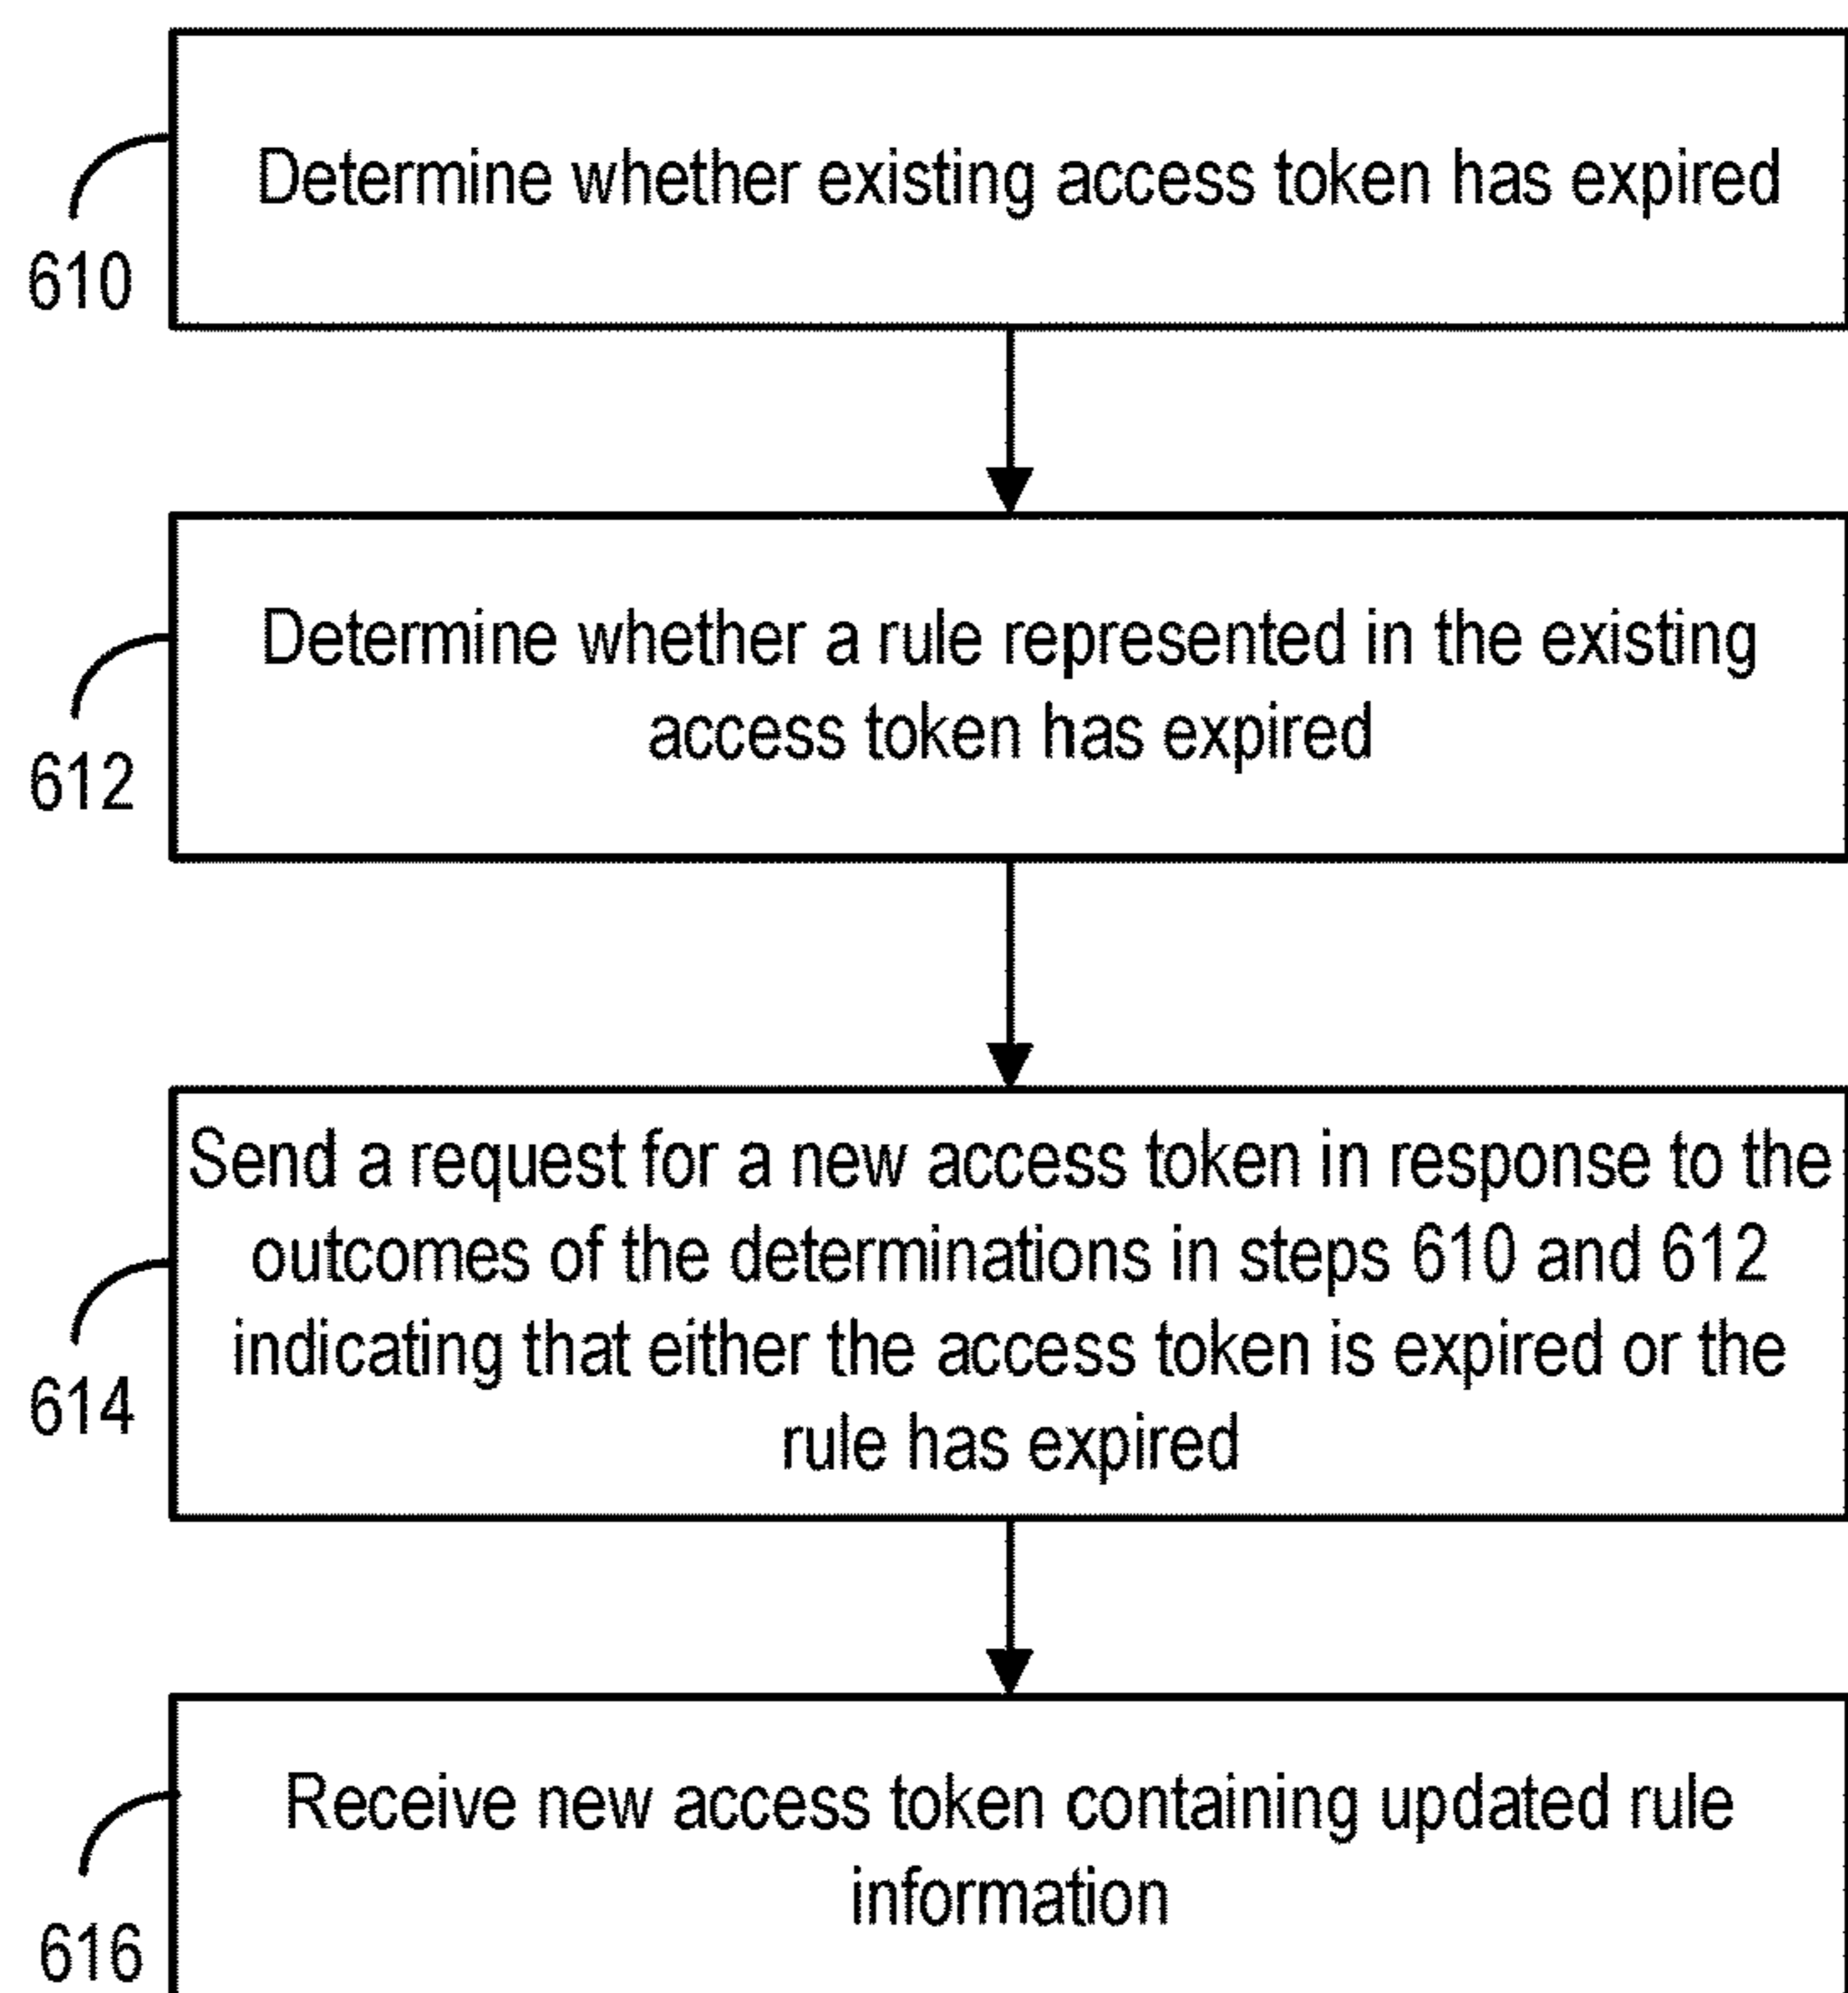 Determine whether existing access token has expired
610
Determine whether a rule represented in the existing
access token has expired
612
Send a request for a new access token in response to the
outcomes of the determinations in steps 610 and 612
indicating that either the access token is expired or the
rule has expired
614
Receive new access token containing updated rule
information
616